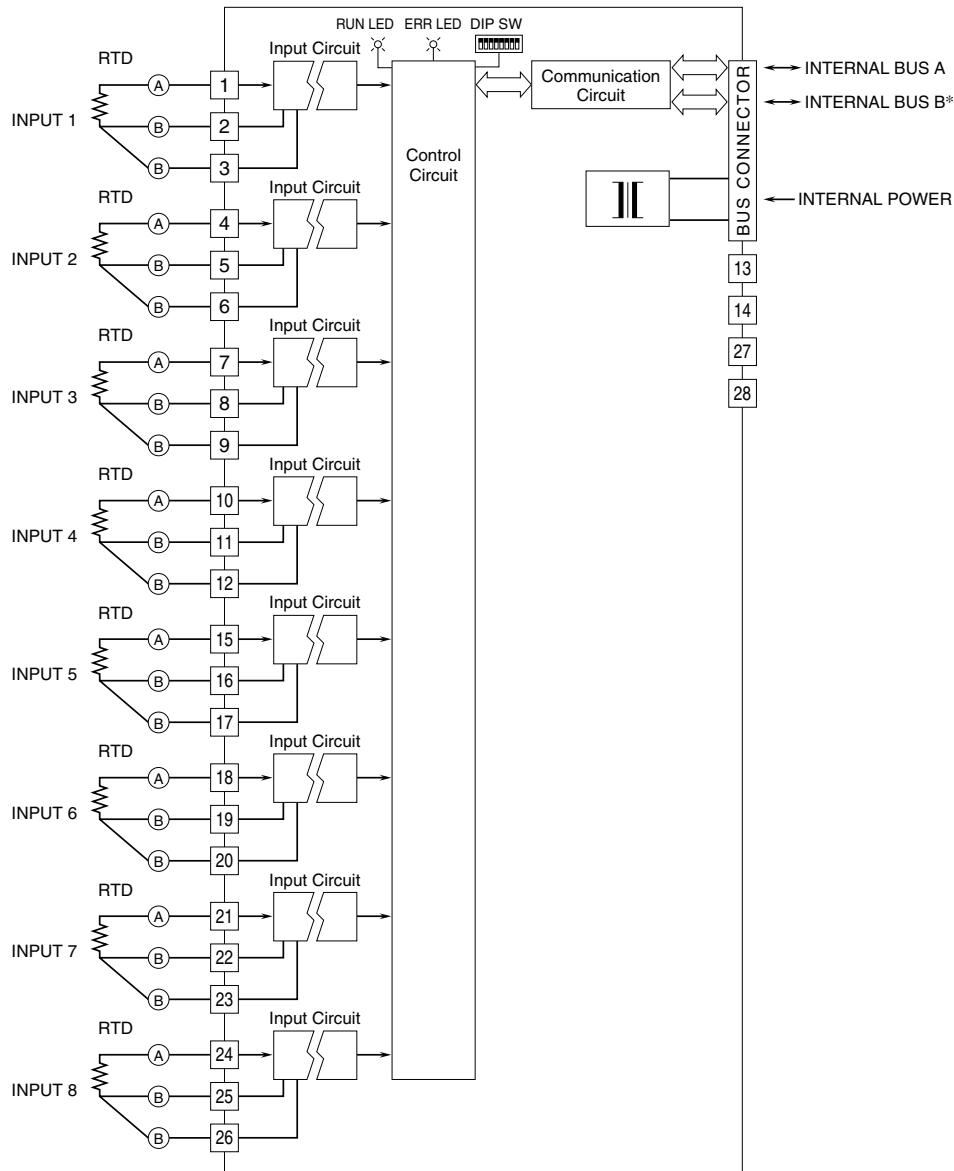 RUN LED ERR LED DIP SW
RTD
Input Circuit
INPUT 1
A 1
B 2
B 3
RTD
Input Circuit
INPUT 2
A 4
B 5
B 6
RTD
Input Circuit
INPUT 3
A 7
B 8
B 9
RTD
Input Circuit
INPUT 4
A 10
B 11
B 12
RTD
Input Circuit
INPUT 5
A 15
B 16
B 17
RTD
Input Circuit
INPUT 6
A 18
B 19
B 20
RTD
Input Circuit
INPUT 7
A 21
B 22
B 23
RTD
Input Circuit
INPUT 8
A 24
B 25
B 26
Control
Circuit
Communication
Circuit
BUS CONNECTOR
INTERNAL BUS A
INTERNAL BUS B*
INTERNAL POWER
13
14
27
28